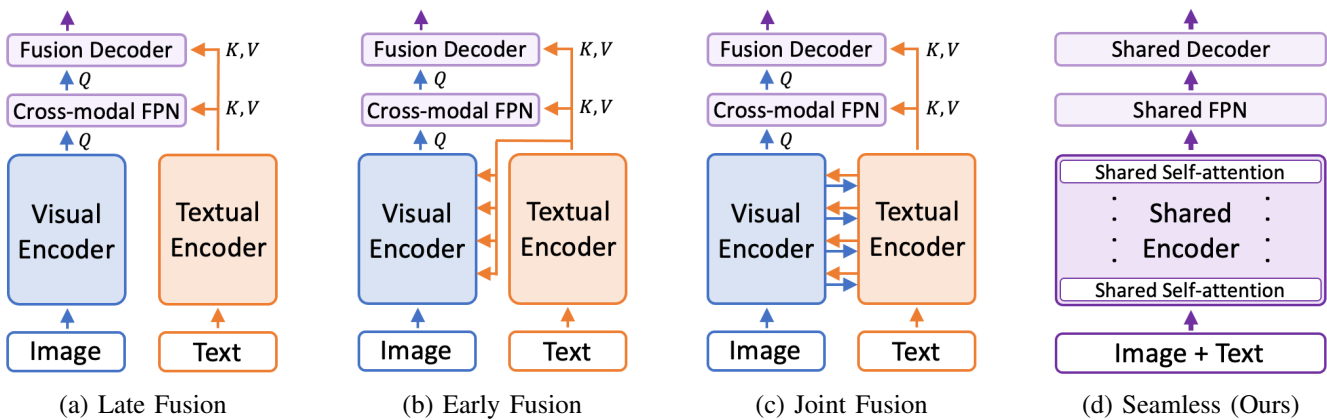 Fusion Decoder
K, V
Q
Cross-modal FPN
K, V
Q
Visual
Encoder
Textual
Encoder
Image
Text
(a) Late Fusion
Fusion Decoder
K, V
Q
Cross-modal FPN
K, V
Q
Visual
Encoder
Textual
Encoder
Image
Text
(b) Early Fusion
Fusion Decoder
K, V
Q
Cross-modal FPN
K, V
Q
Visual
Encoder
Textual
Encoder
Image
Text
(c) Joint Fusion
Shared Decoder
Shared FPN
Shared Self-attention
Shared
Encoder
Shared Self-attention
Image + Text
(d) Seamless (Ours)